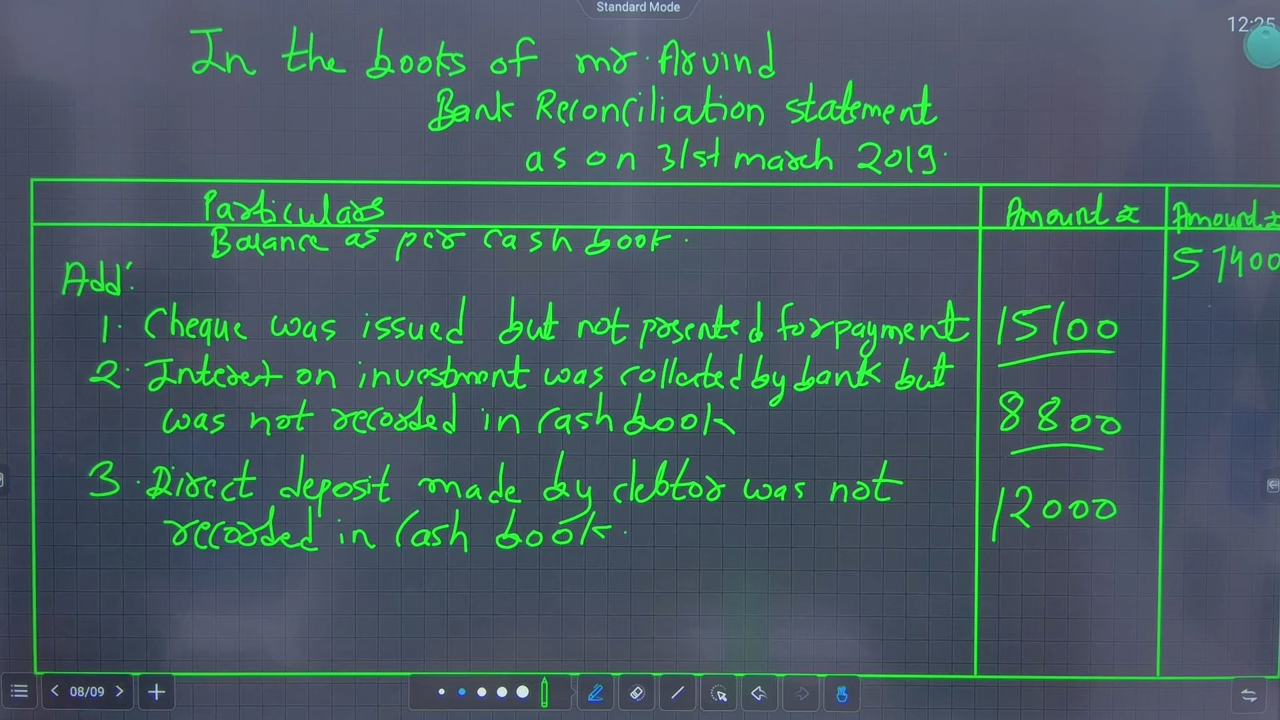 Standard Mode
12:25
In the books of mr. Arvind
Bank Reconciliation statement
as on 31st march 2019.
Particulars Amount ₹ Amount ₹
Balance as per cash book. 57400
Add:
1. Cheque was issued but not presented for payment 15100
2. Interest on investment was collected by bank but
was not recorded in cash book 8800
3. Direct deposit made by debtor was not
recorded in cash book. 12000
08/09